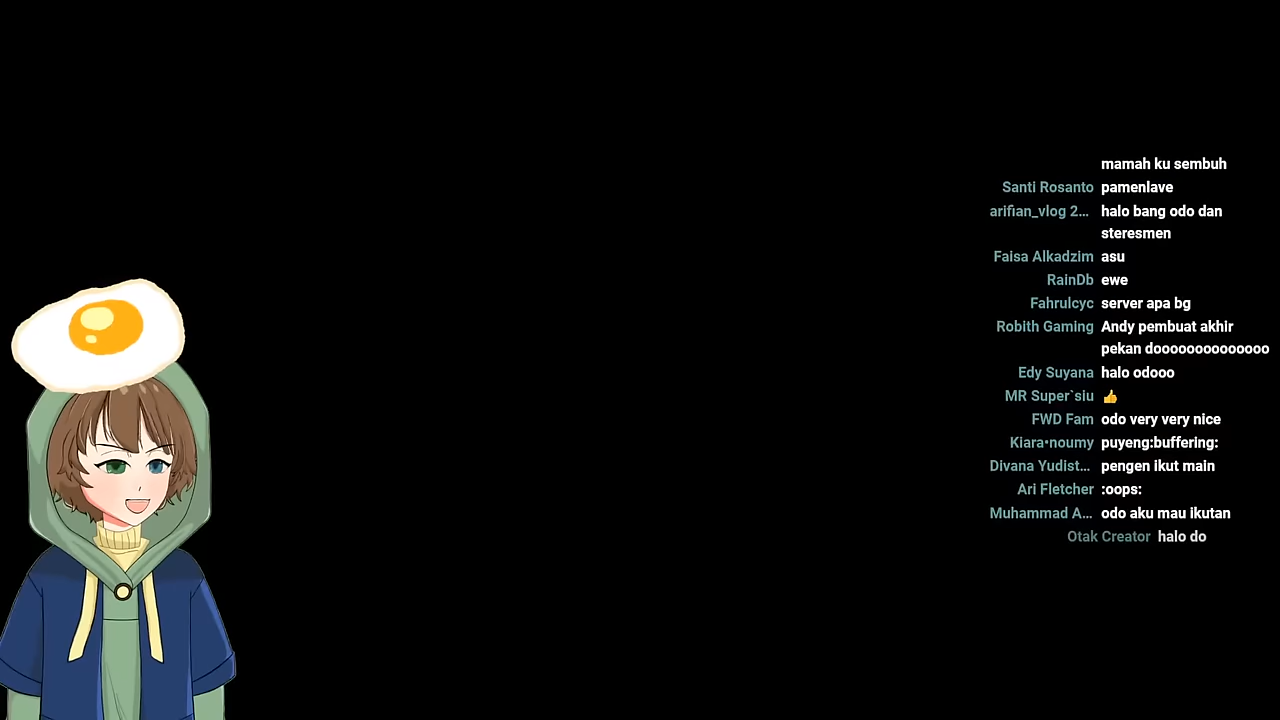 mamah ku sembuh
Santi Rosanto pamenlave
arifian_vlog 2... halo bang odo dan
steresmen
Faisa Alkadzim asu
RainDb ewe
Fahrulcyc server apa bg
Robith Gaming Andy pembuat akhir
pekan doooooooooooooo
Edy Suyana halo odooo
MR Super`siu 👍
FWD Fam odo very very nice
Kiara•noumy puyeng:buffering:
Divana Yudist... pengen ikut main
Ari Fletcher :oops:
Muhammad A... odo aku mau ikutan
Otak Creator halo do